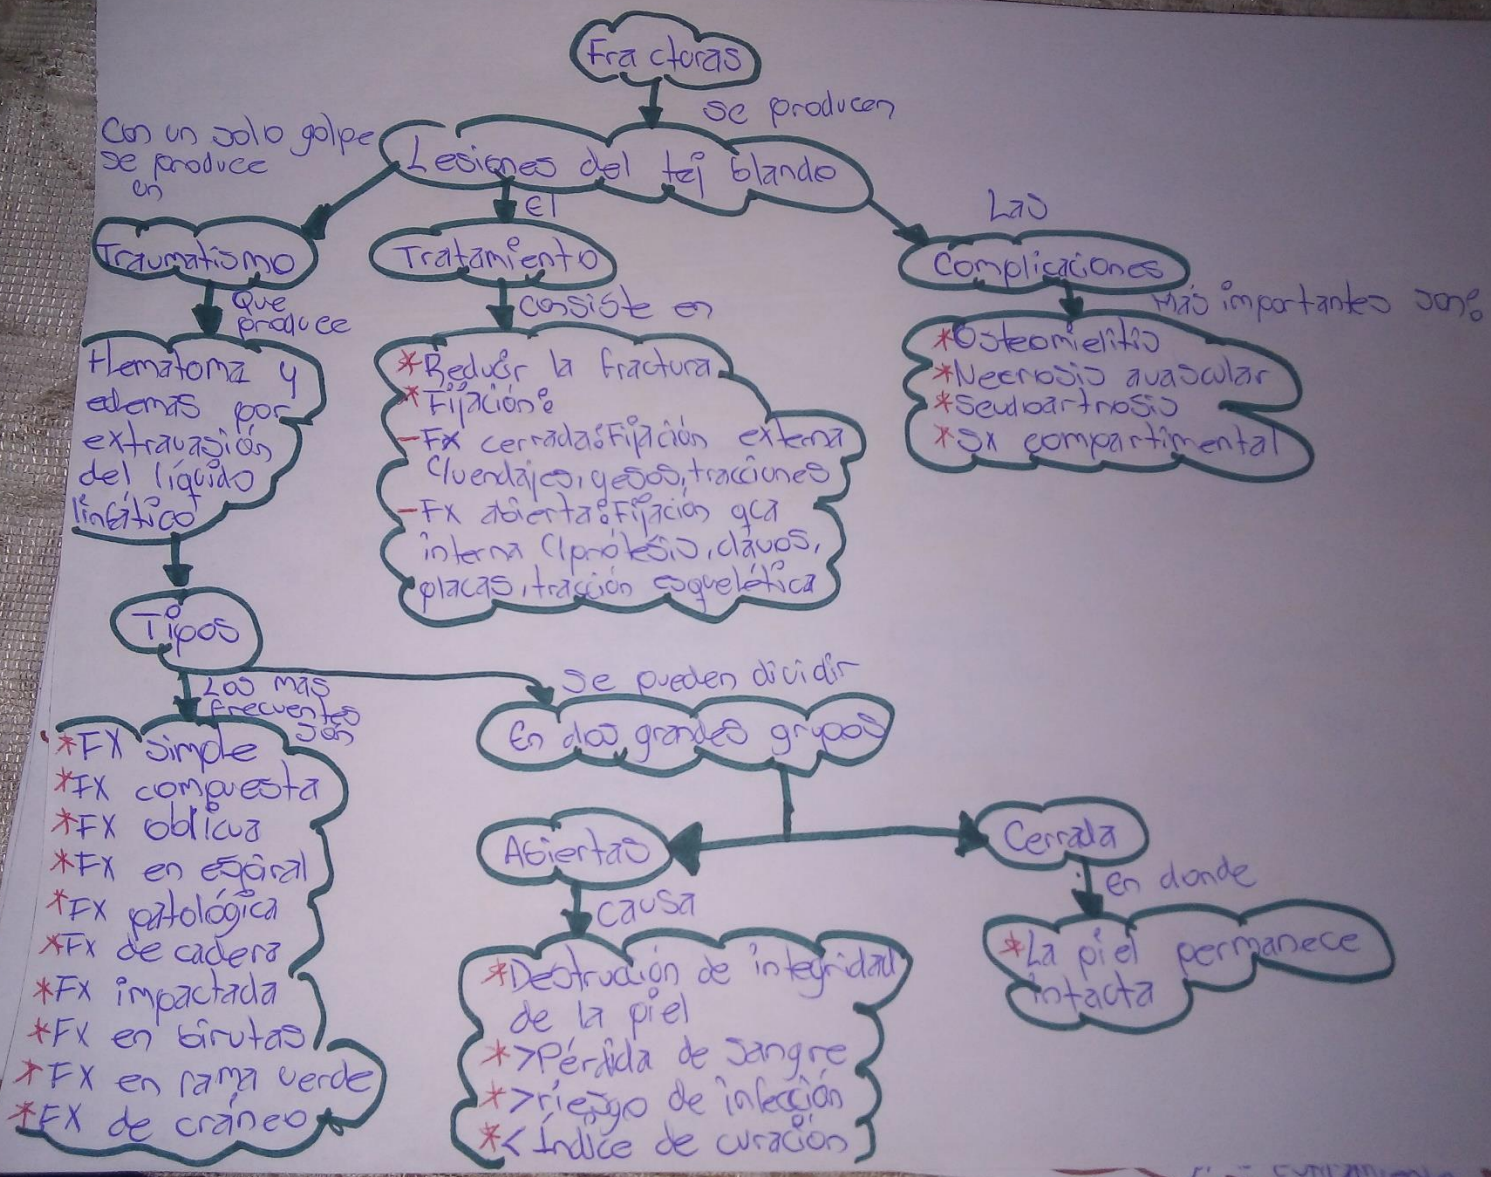 Fracturas
se producen
Lesiones del tej blando
Con un solo golpe
se produce
en
Traumatismo
Que
produce
Hematoma y
edemas por
extravasión
del líquido
linfático
El
Tratamiento
consiste en
*Reducir la fractura
*Fijación:
-FX cerrada: Fijación externa
(vendajes, yesos, tracciones
-FX abierta: Fijación qca
interna (prótesis, clavos,
placas, tracción esquelética
Las
Complicaciones
Más importantes son:
*Osteomielitis
*Necrosis avascular
*Seudoartrosis
*SX compartimental
Tipos
Los más
frecuentes
son
*FX simple
*FX compuesta
*FX oblicua
*FX en espiral
*FX patológica
*FX de cadera
*FX impactada
*FX en birutas
*FX en rama verde
*FX de cráneo
Se pueden dividir
En dos grandes grupos
Abiertas
causa
*Destrucción de integridad
de la piel
*>Pérdida de sangre
*>riesgo de infección
*< índice de curación
Cerrada
en donde
*La piel permanece
intacta